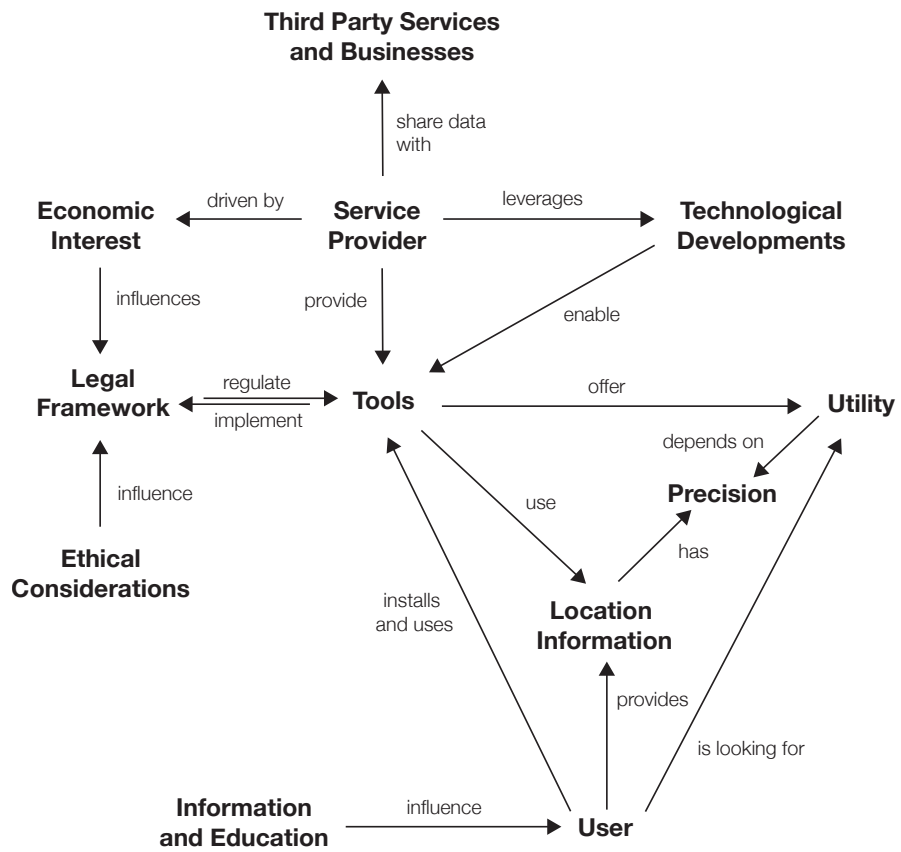 Third Party Services
and Businesses
share data
with
Economic
Interest
driven by
Service
Provider
leverages
Technological
Developments
influences
provide
enable
Legal
Framework
regulate
implement
Tools
offer
Utility
depends on
Precision
influence
use
has
Ethical
Considerations
installs
and uses
Location
Information
provides
is looking for
Information
and Education
influence
User